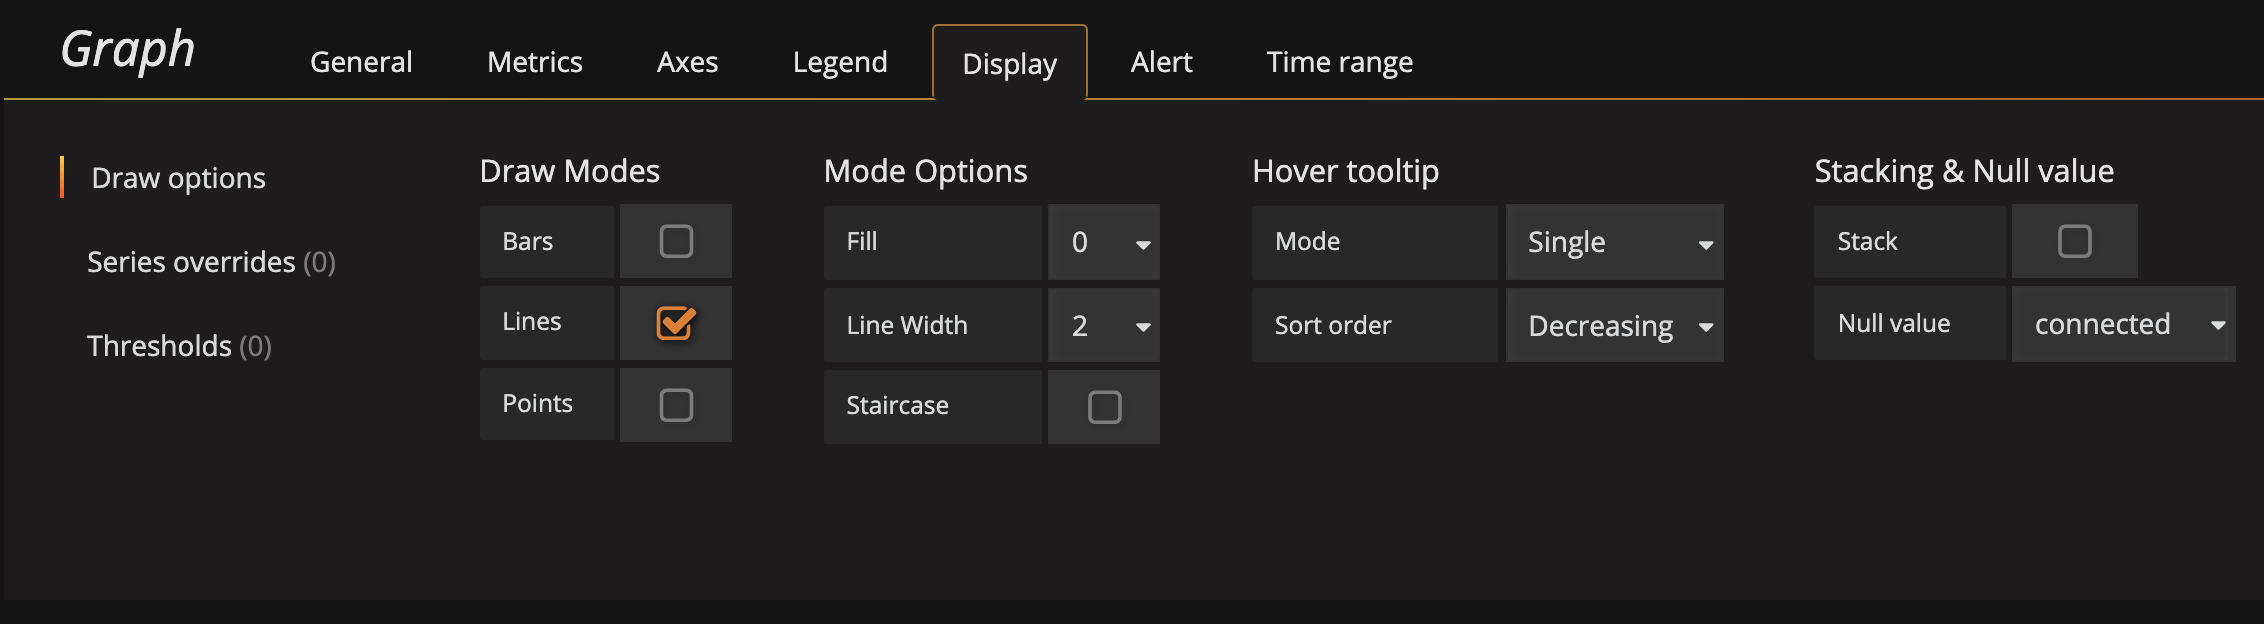 Graph
General
Metrics
Axes
Legend
Display
Alert
Time range
Draw options
Series overrides (0)
Thresholds (0)
Draw Modes
Bars
Lines
Points
Mode Options
Fill
0
Line Width
2
Staircase
Hover tooltip
Mode
Single
Sort order
Decreasing
Stacking & Null value
Stack
Null value
connected